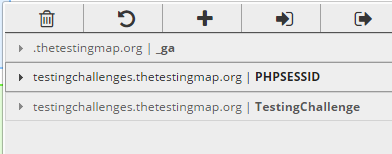 .thetestingmap.org | _ga
testingchallenges.thetestingmap.org | PHPSESSID
testingchallenges.thetestingmap.org | TestingChallenge